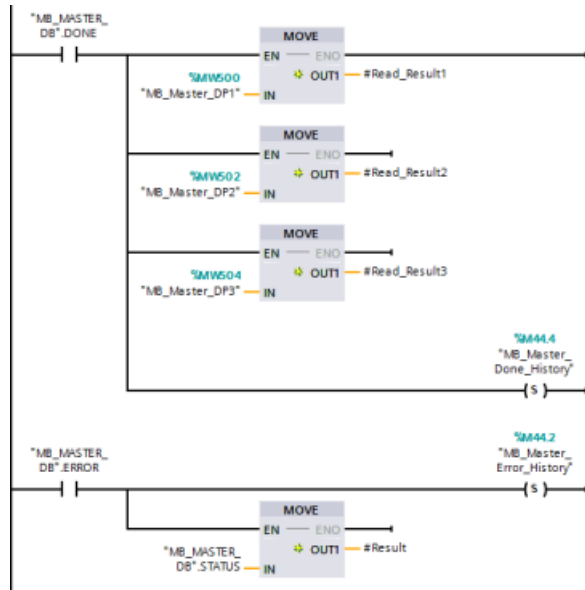 "MB_MASTER_
DB".DONE
MOVE
EN ENO
%MW500
OUT1 #Read_Result1
"MB_Master_DP1" IN
MOVE
EN ENO
%MW502
OUT1 #Read_Result2
"MB_Master_DP2" IN
MOVE
EN ENO
%MW504
OUT1 #Read_Result3
"MB_Master_DP3" IN
%M44.4
"MB_Master_
Done_History"
S
"MB_MASTER_
DB".ERROR
%M44.2
"MB_Master_
Error_History"
S
MOVE
EN ENO
OUT1 #Result
"MB_MASTER_
DB".STATUS IN